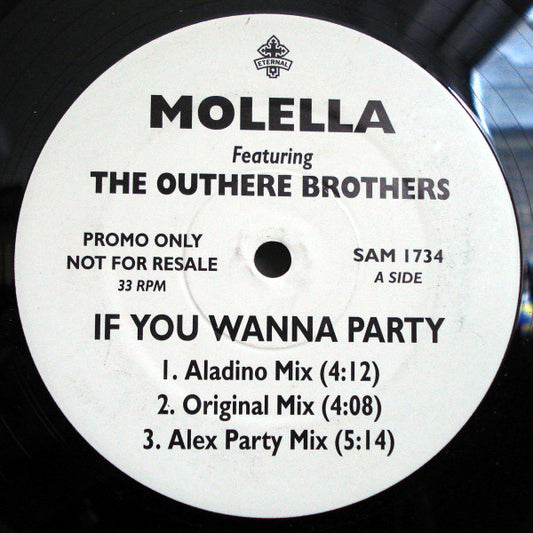 ETERNAL
MOLELLA
Featuring
THE OUTHERE BROTHERS
PROMO ONLY
NOT FOR RESALE
33 RPM
SAM 1734
A SIDE
IF YOU WANNA PARTY
1. Aladino Mix (4:12)
2. Original Mix (4:08)
3. Alex Party Mix (5:14)